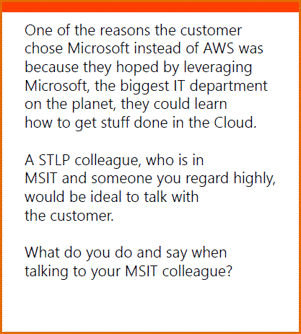 One of the reasons the customer
chose Microsoft instead of AWS was
because they hoped by leveraging
Microsoft, the biggest IT department
on the planet, they could learn
how to get stuff done in the Cloud.
A STLP colleague, who is in
MSIT and someone you regard highly,
would be ideal to talk with
the customer.
What do you do and say when
talking to your MSIT colleague?